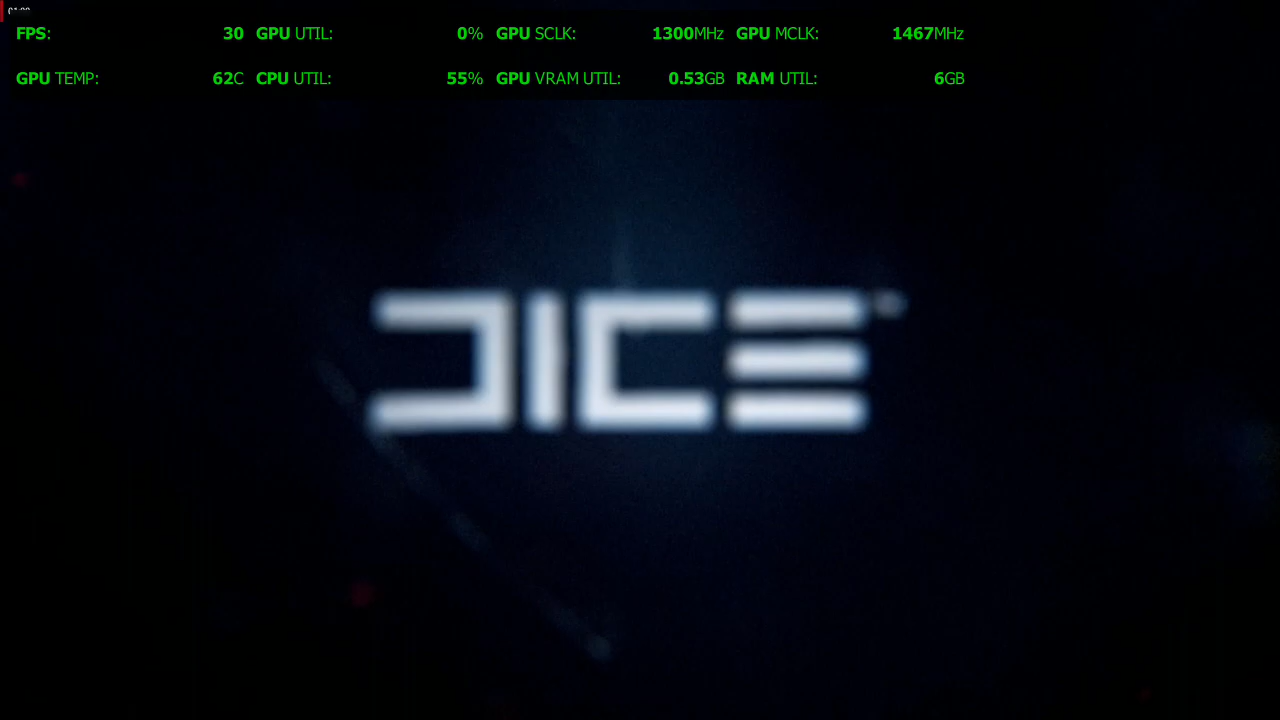 FPS: 30 GPU UTIL: 0% GPU SCLK: 1300MHz GPU MCLK: 1467MHz
GPU TEMP: 62C CPU UTIL: 55% GPU VRAM UTIL: 0.53GB RAM UTIL: 6GB
DICE